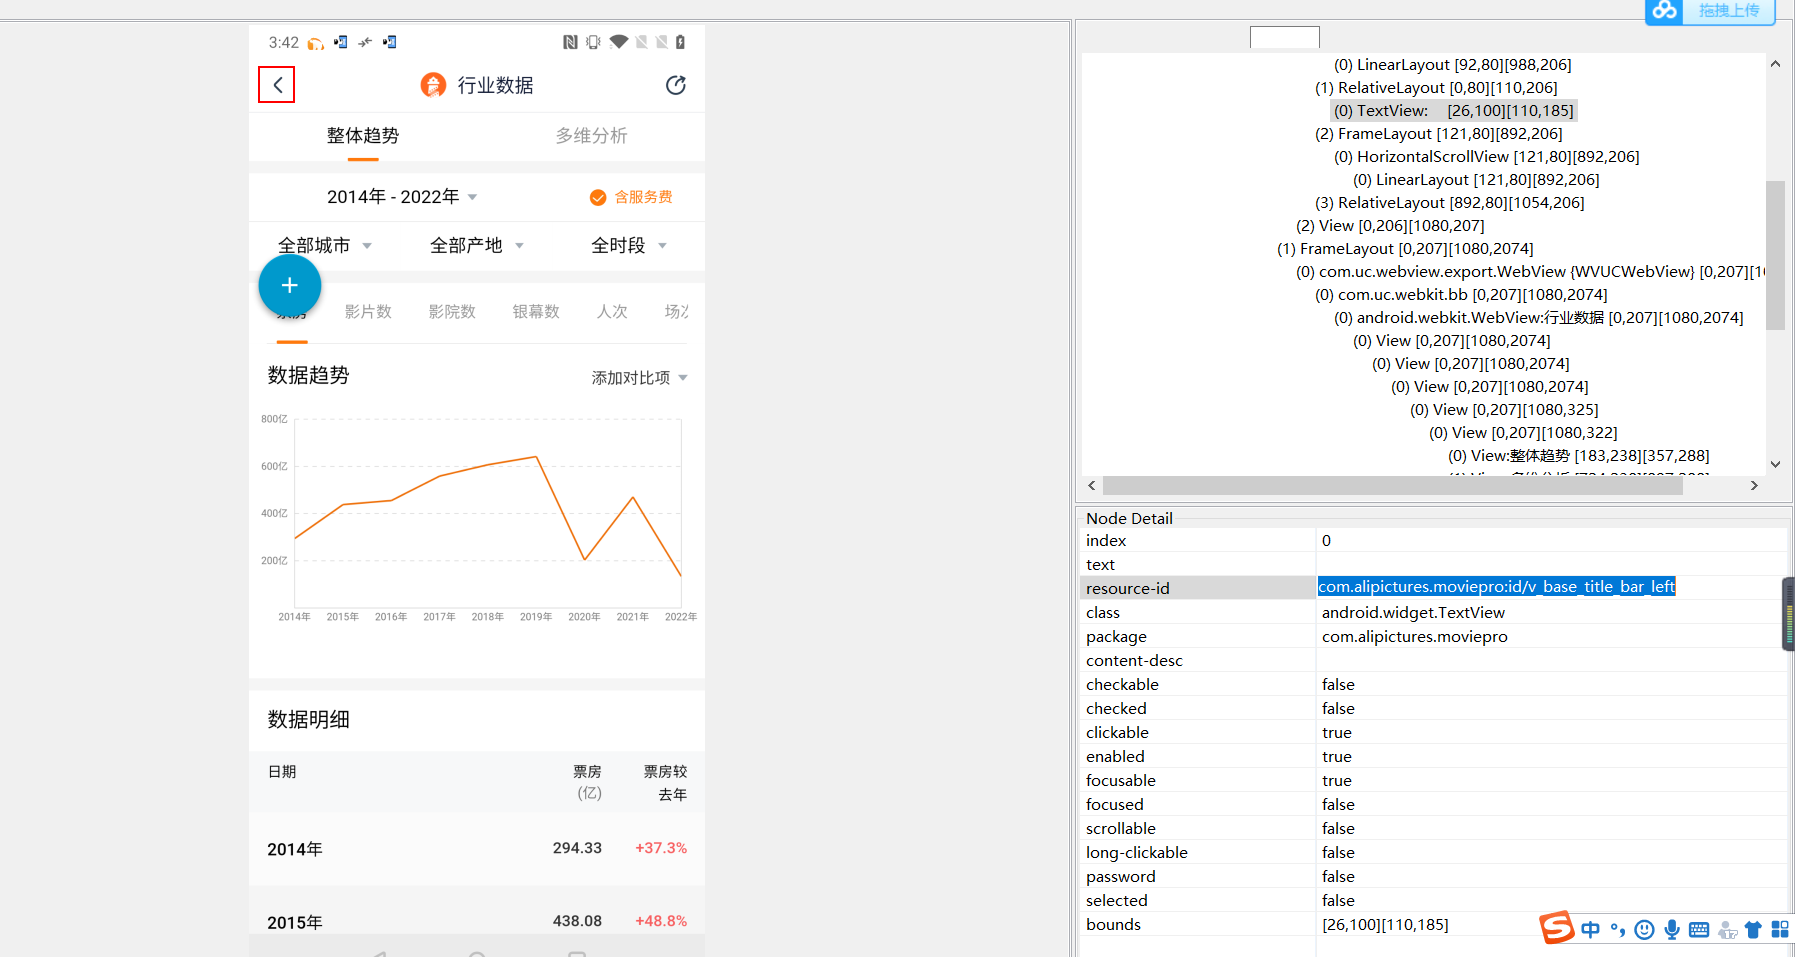 拖拽上传
3:42
行业数据
整体趋势
多维分析
2014年 - 2022年
含服务费
全部城市
全部产地
全时段
+
影片数
影院数
银幕数
人次
数据趋势
添加对比项
800亿
600亿
400亿
200亿
2014年
2015年
2016年
2017年
2018年
2019年
2020年
2021年
2022年
数据明细
日期
票房
(亿)
票房较
去年
2014年
294.33
+37.3%
2015年
438.08
+48.8%
(0) LinearLayout [92,80][988,206]
(1) RelativeLayout [0,80][110,206]
(0) TextView: [26,100][110,185]
(2) FrameLayout [121,80][892,206]
(0) HorizontalScrollView [121,80][892,206]
(0) LinearLayout [121,80][892,206]
(3) RelativeLayout [892,80][1054,206]
(2) View [0,206][1080,207]
(1) FrameLayout [0,207][1080,2074]
(0) com.uc.webview.export.WebView {WVUCWebView} [0,207][1
(0) com.uc.webkit.bb [0,207][1080,2074]
(0) android.webkit.WebView:行业数据 [0,207][1080,2074]
(0) View [0,207][1080,2074]
(0) View [0,207][1080,2074]
(0) View [0,207][1080,2074]
(0) View [0,207][1080,325]
(0) View [0,207][1080,322]
(0) View:整体趋势 [183,238][357,288]
Node Detail
index 0
text
resource-id com.alipictures.moviepro:id/v_base_title_bar_left
class android.widget.TextView
package com.alipictures.moviepro
content-desc
checkable false
checked false
clickable true
enabled true
focusable true
focused false
scrollable false
long-clickable false
password false
selected false
bounds [26,100][110,185]
中